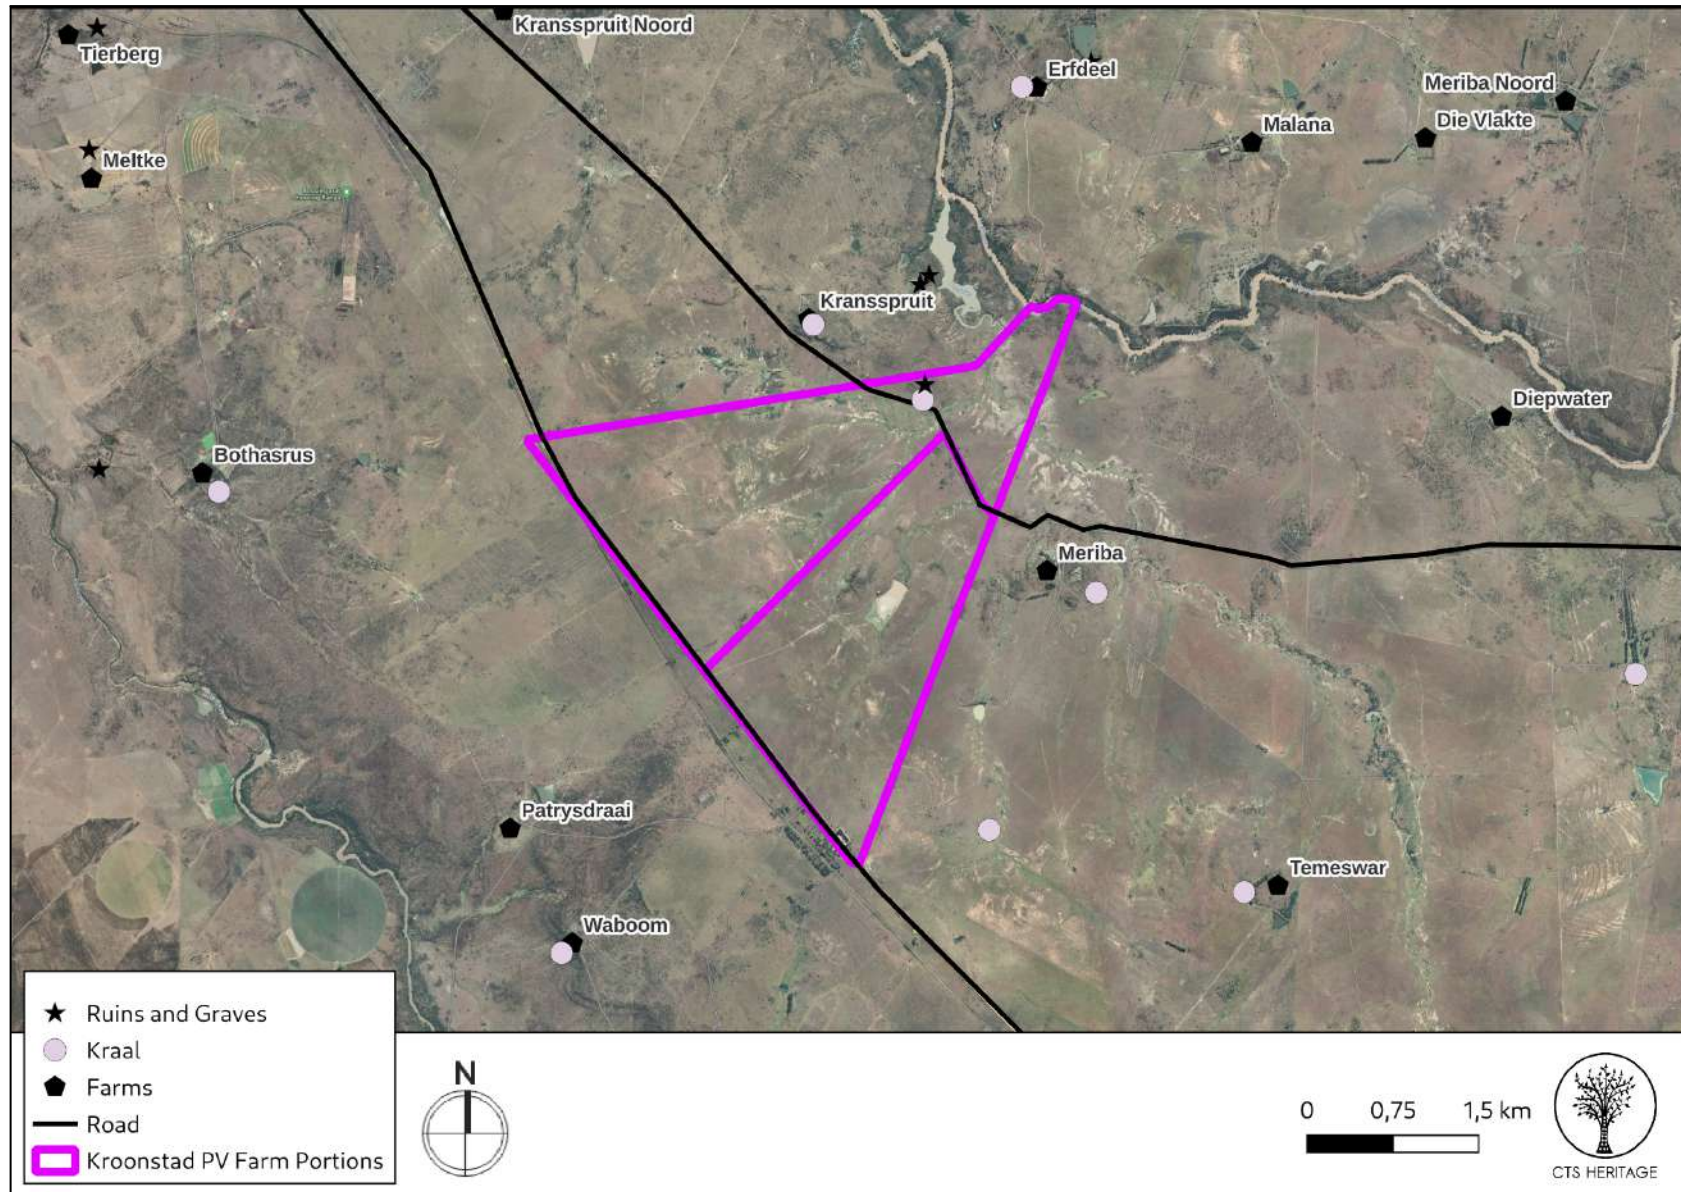 Kransspruit Noord
Tierberg
Erfdeel
Meriba Noord
Malana
Die Vlakte
Meltke
Kransspruit
Diepwater
Bothasrus
Meriba
Patrysdraai
Temeswar
Waboom
Ruins and Graves
Kraal
Farms
Road
Kroonstad PV Farm Portions
N
0 0,75 1,5 km
CTS HERITAGE